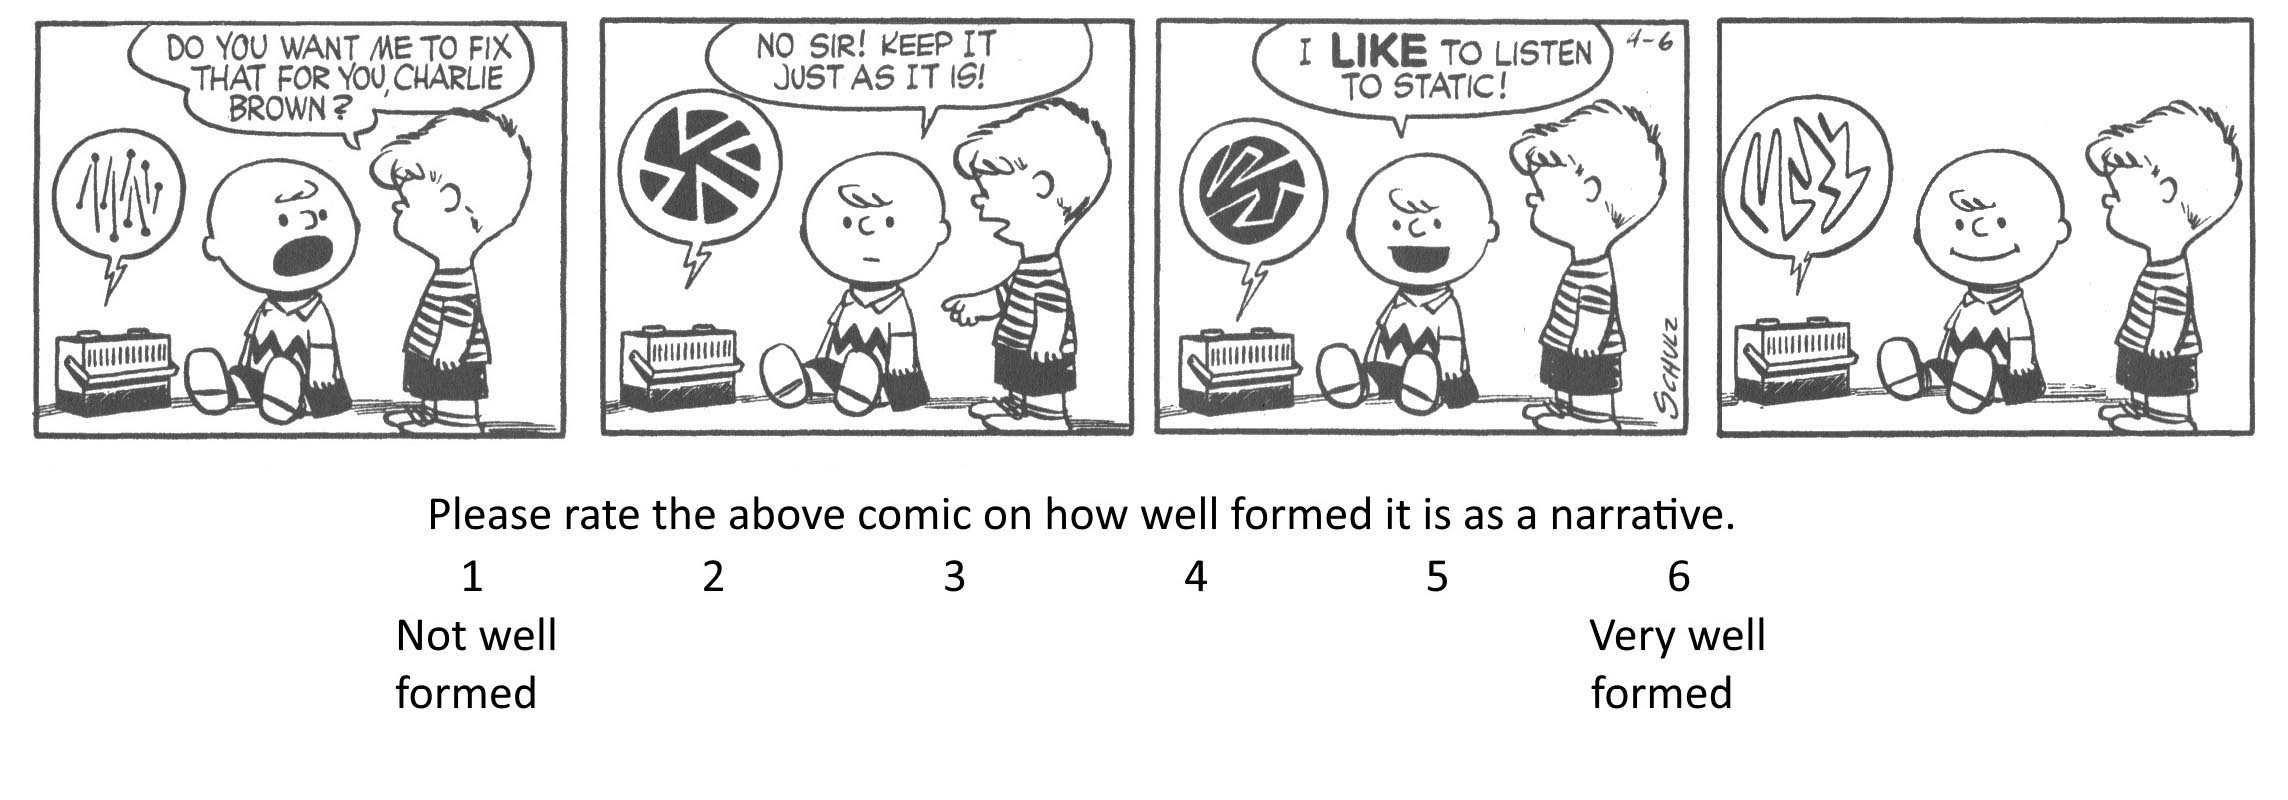 DO YOU WANT ME TO FIX
THAT FOR YOU, CHARLIE
BROWN?
NO SIR! KEEP IT
JUST AS IT IS!
I LIKE TO LISTEN
TO STATIC!
4-6
SCHULZ
Please rate the above comic on how well formed it is as a narrative.
1 2 3 4 5 6
Not well
formed
Very well
formed